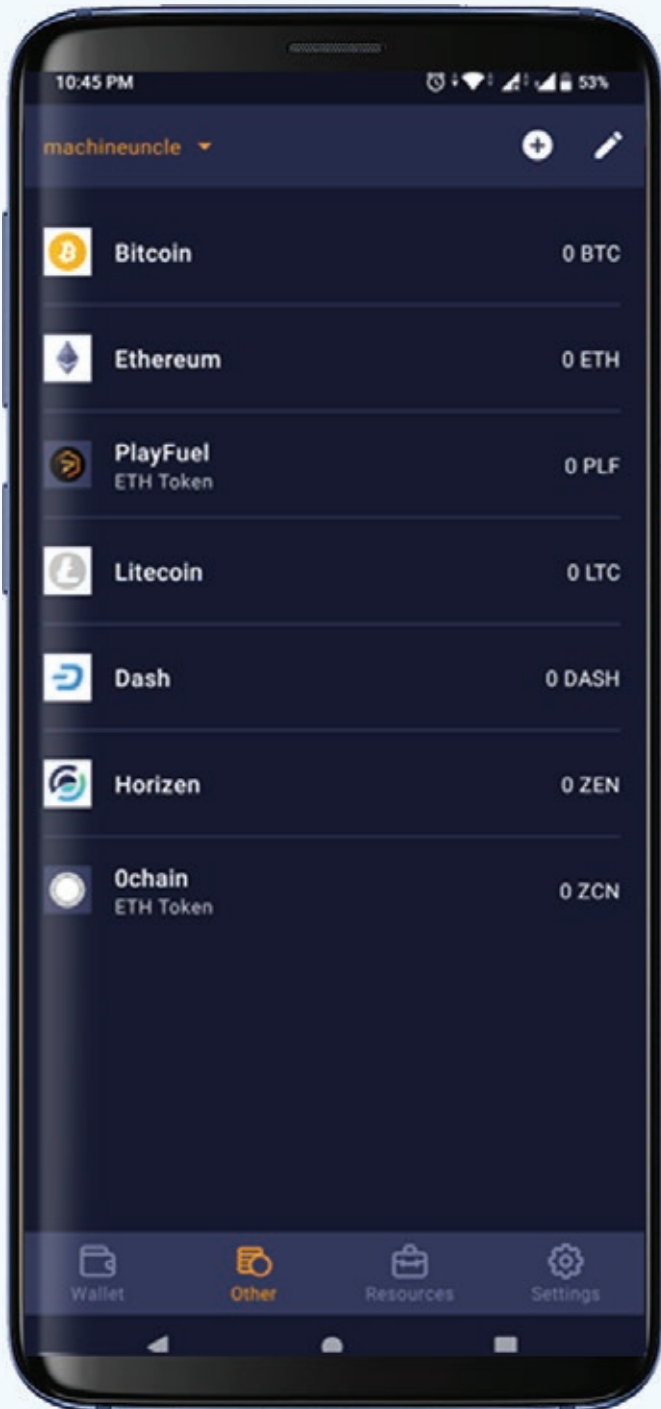 10:45 PM 53%
machineuncle
Bitcoin 0 BTC
Ethereum 0 ETH
PlayFuel
ETH Token
0 PLF
Litecoin 0 LTC
Dash 0 DASH
Horizen 0 ZEN
0chain
ETH Token
0 ZCN
Wallet Other Resources Settings